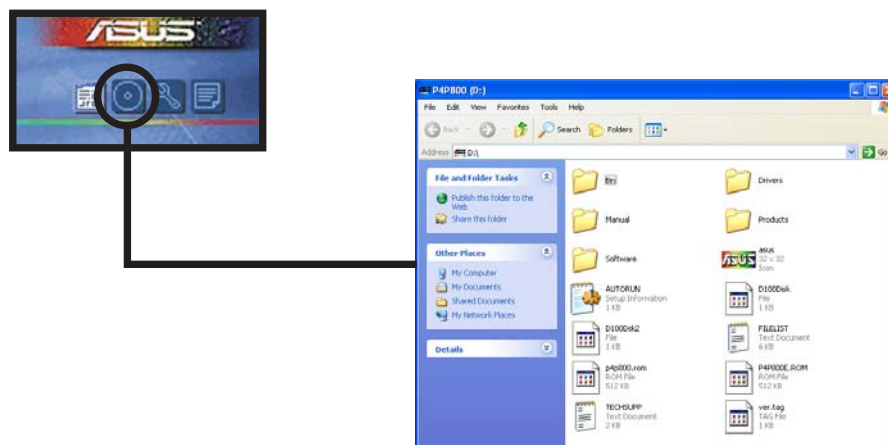 ASUS
P4P800 (D:)
File Edit View Favorites Tools Help
Back Search Folders
Address D:\ Go
File and Folder Tasks
Publish this folder to the
Web
Share this folder
Other Places
My Computer
My Documents
Shared Documents
My Network Places
Details
Bin
Drivers
Manual
Products
Software
asus
32 x 32
Icon
AUTORUN
Setup Information
1 KB
D100Dsk
File
1 KB
D100Dsk2
File
1 KB
FILELIST
Text Document
6 KB
p4p800.rom
ROM File
512 KB
P4P800E.ROM
ROM File
512 KB
TECHSUPP
Text Document
2 KB
ver.tag
TAG File
1 KB